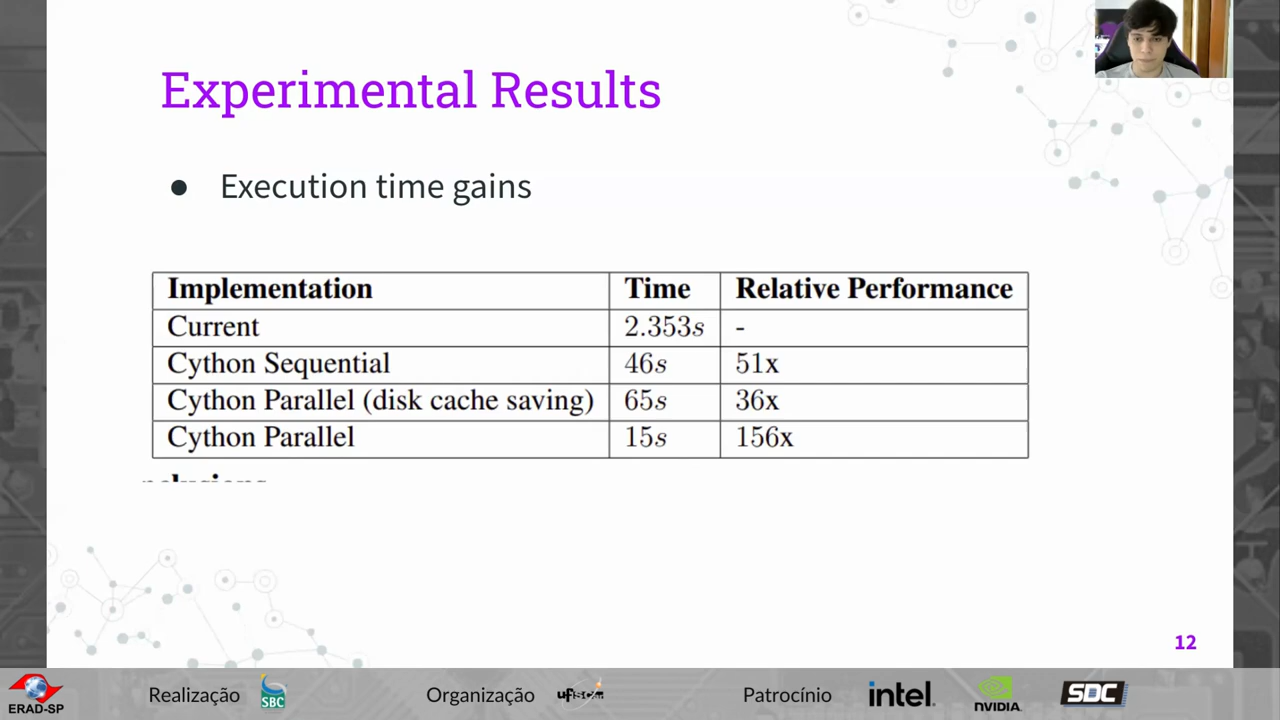 Experimental Results
● Execution time gains
Implementation Time Relative Performance
Current 2.353s -
Cython Sequential 46s 51x
Cython Parallel (disk cache saving) 65s 36x
Cython Parallel 15s 156x
12
ERAD-SP
Realização
SBC
Organização
ufscar
Patrocínio
intel.
NVIDIA.
SDC